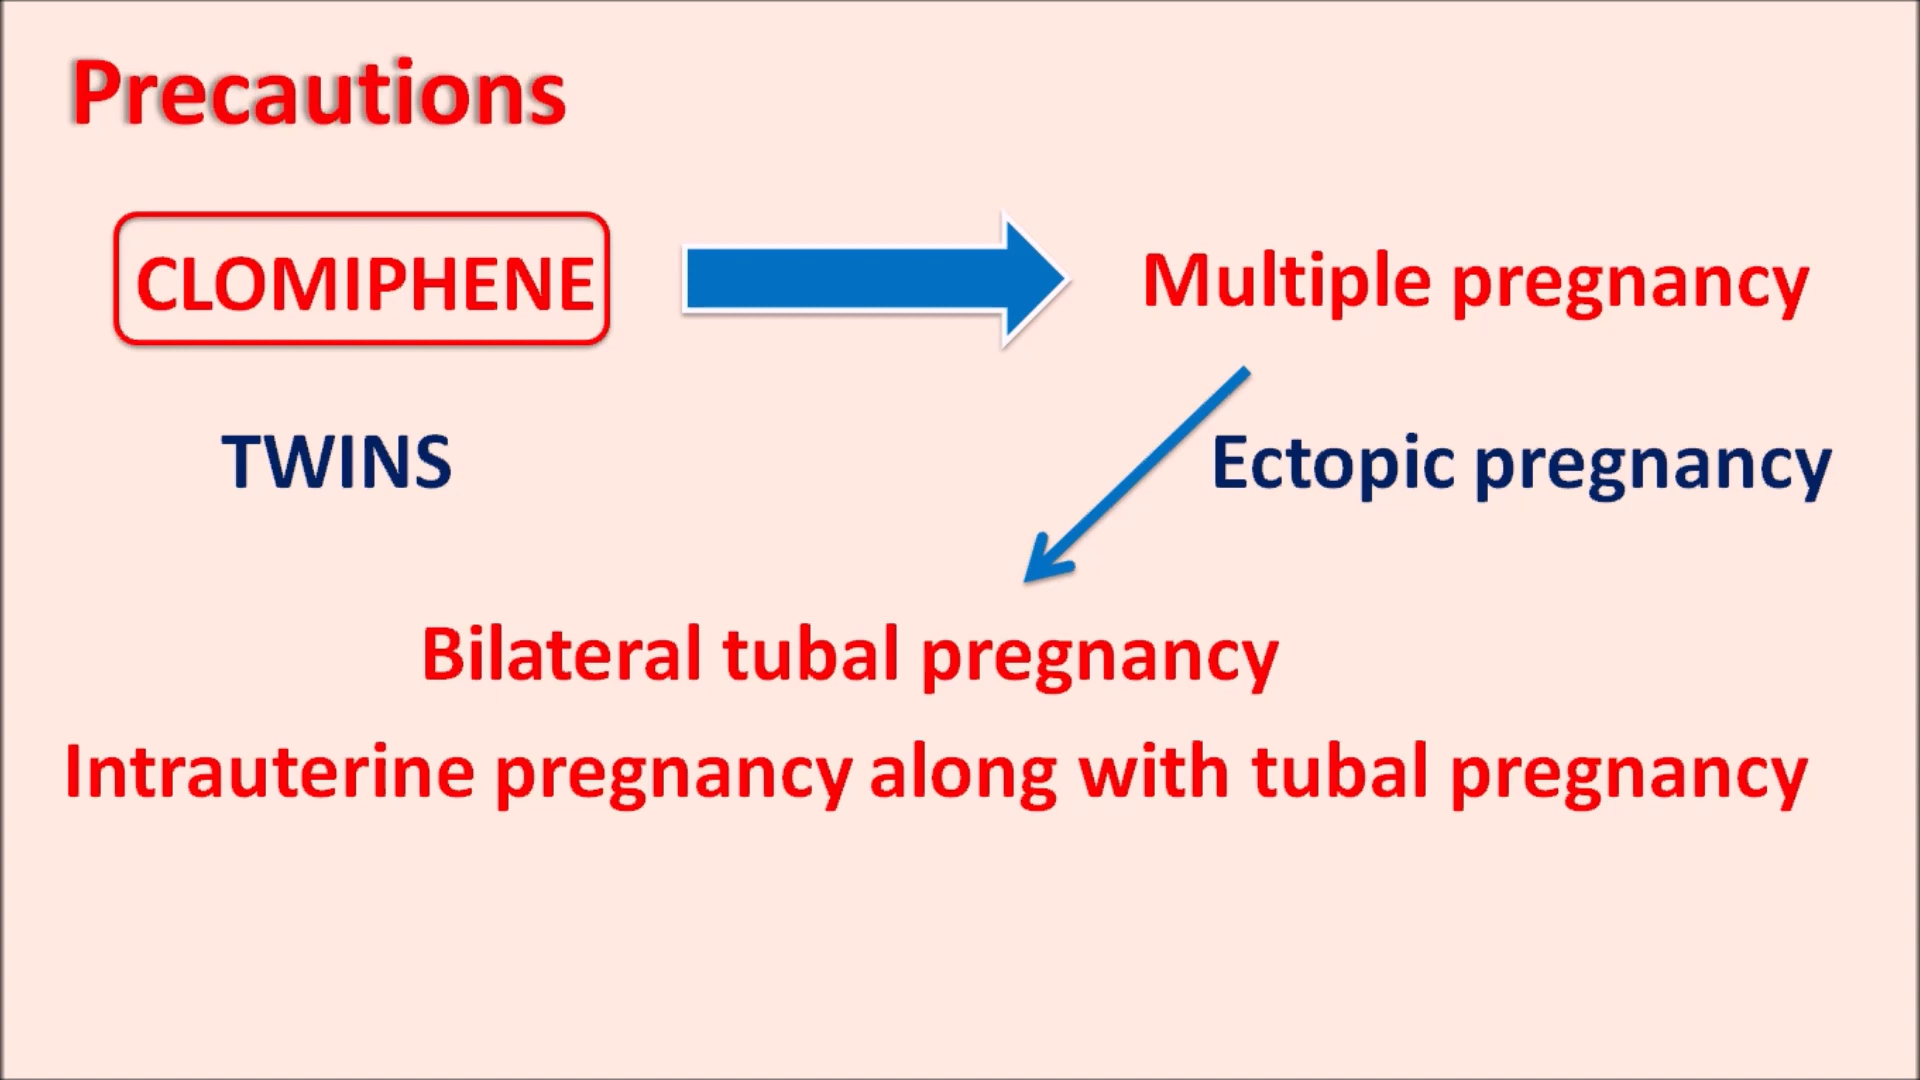 Precautions
CLOMIPHENE
Multiple pregnancy
TWINS
Ectopic pregnancy
Bilateral tubal pregnancy
Intrauterine pregnancy along with tubal pregnancy